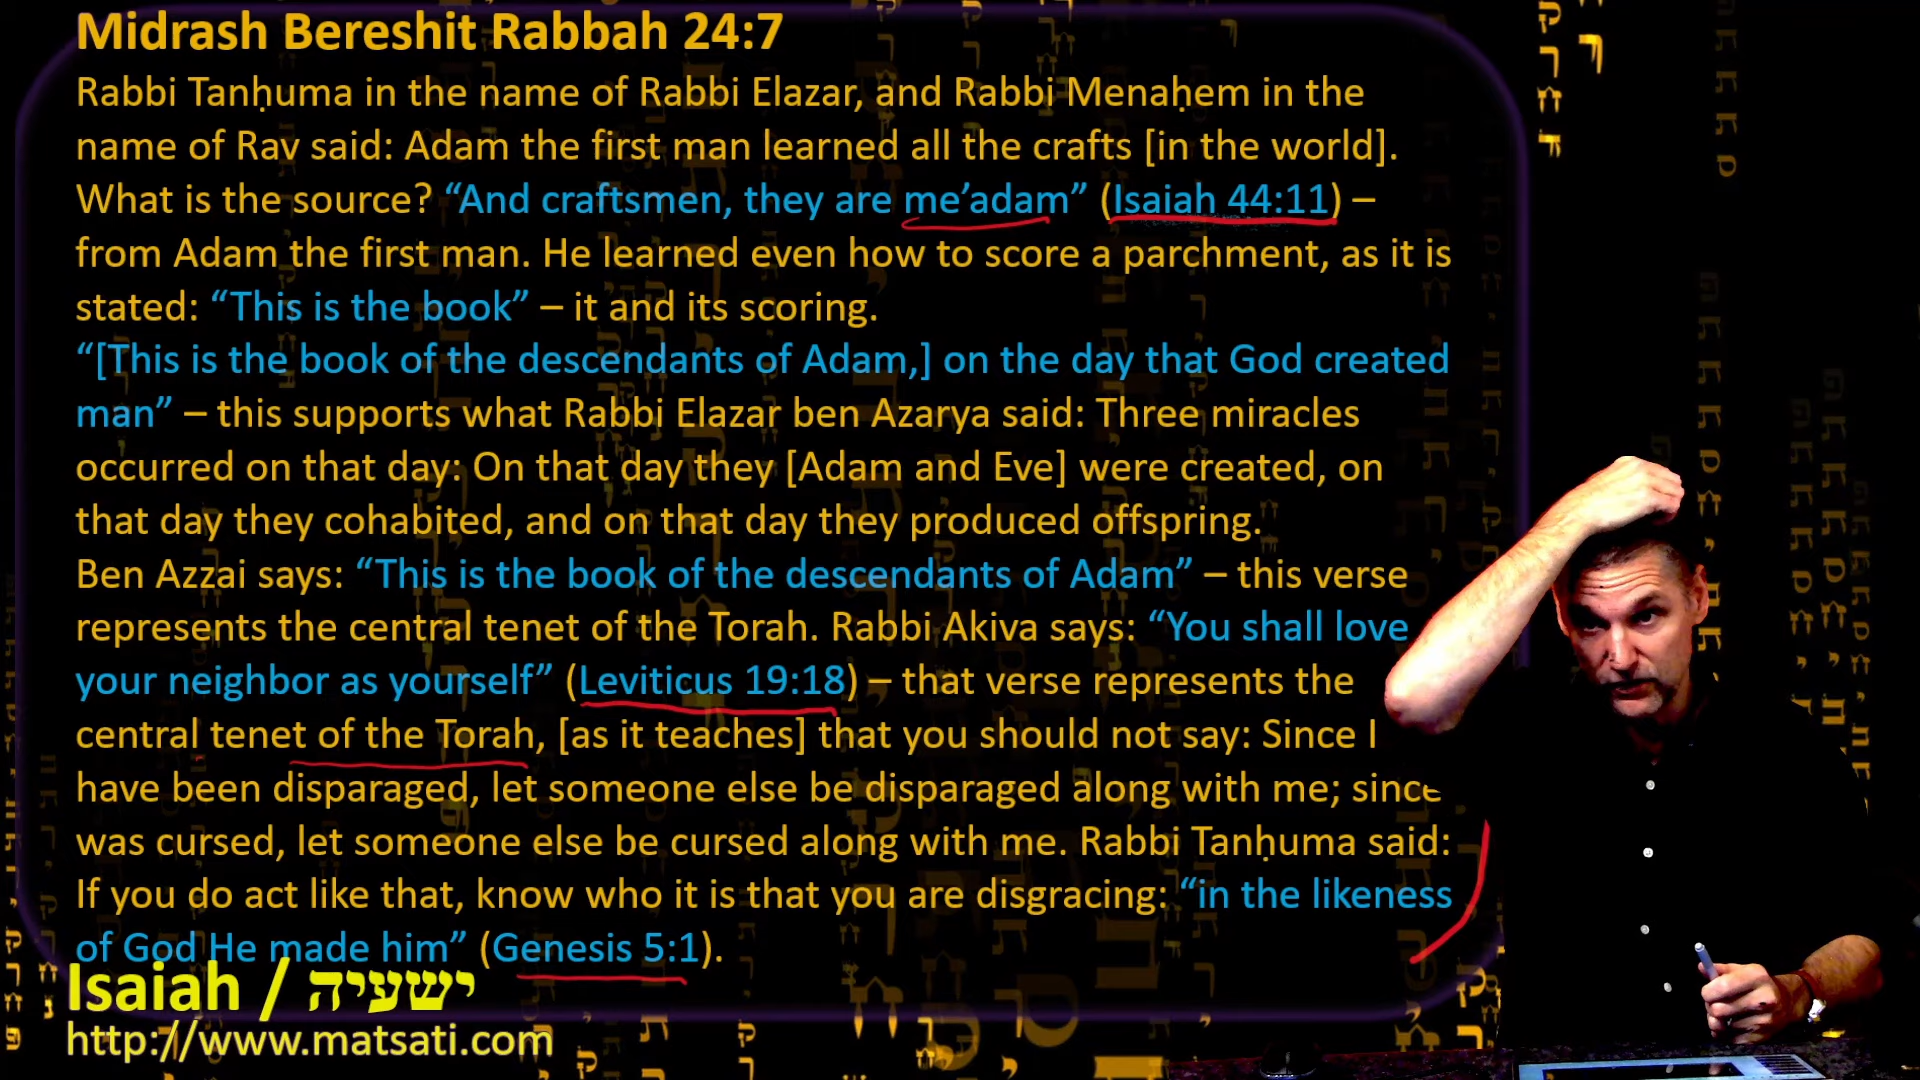 Midrash Bereshit Rabbah 24:7
Rabbi Tanḥuma in the name of Rabbi Elazar, and Rabbi Menaḥem in the
name of Rav said: Adam the first man learned all the crafts [in the world].
What is the source? “And craftsmen, they are me’adam” (Isaiah 44:11) –
from Adam the first man. He learned even how to score a parchment, as it is
stated: “This is the book” – it and its scoring.
“[This is the book of the descendants of Adam,] on the day that God created
man” – this supports what Rabbi Elazar ben Azarya said: Three miracles
occurred on that day: On that day they [Adam and Eve] were created, on
that day they cohabited, and on that day they produced offspring.
Ben Azzai says: “This is the book of the descendants of Adam” – this verse
represents the central tenet of the Torah. Rabbi Akiva says: “You shall love
your neighbor as yourself” (Leviticus 19:18) – that verse represents the
central tenet of the Torah, [as it teaches] that you should not say: Since I
have been disparaged, let someone else be disparaged along with me; since
was cursed, let someone else be cursed along with me. Rabbi Tanḥuma said:
If you do act like that, know who it is that you are disgracing: “in the likeness
of God He made him” (Genesis 5:1).
Isaiah / ישעיה
http://www.matsati.com